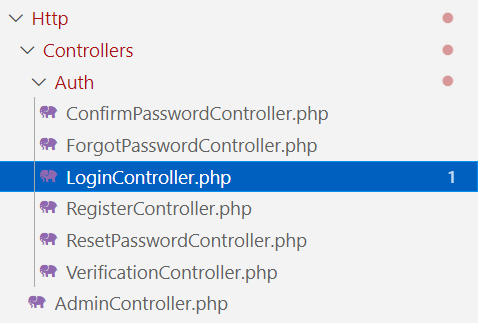 Http
Controllers
Auth
ConfirmPasswordController.php
ForgotPasswordController.php
LoginController.php 1
RegisterController.php
ResetPasswordController.php
VerificationController.php
AdminController.php